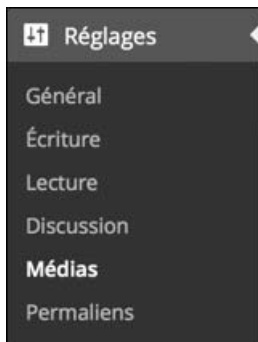 Réglages
Général
Écriture
Lecture
Discussion
Médias
Permaliens